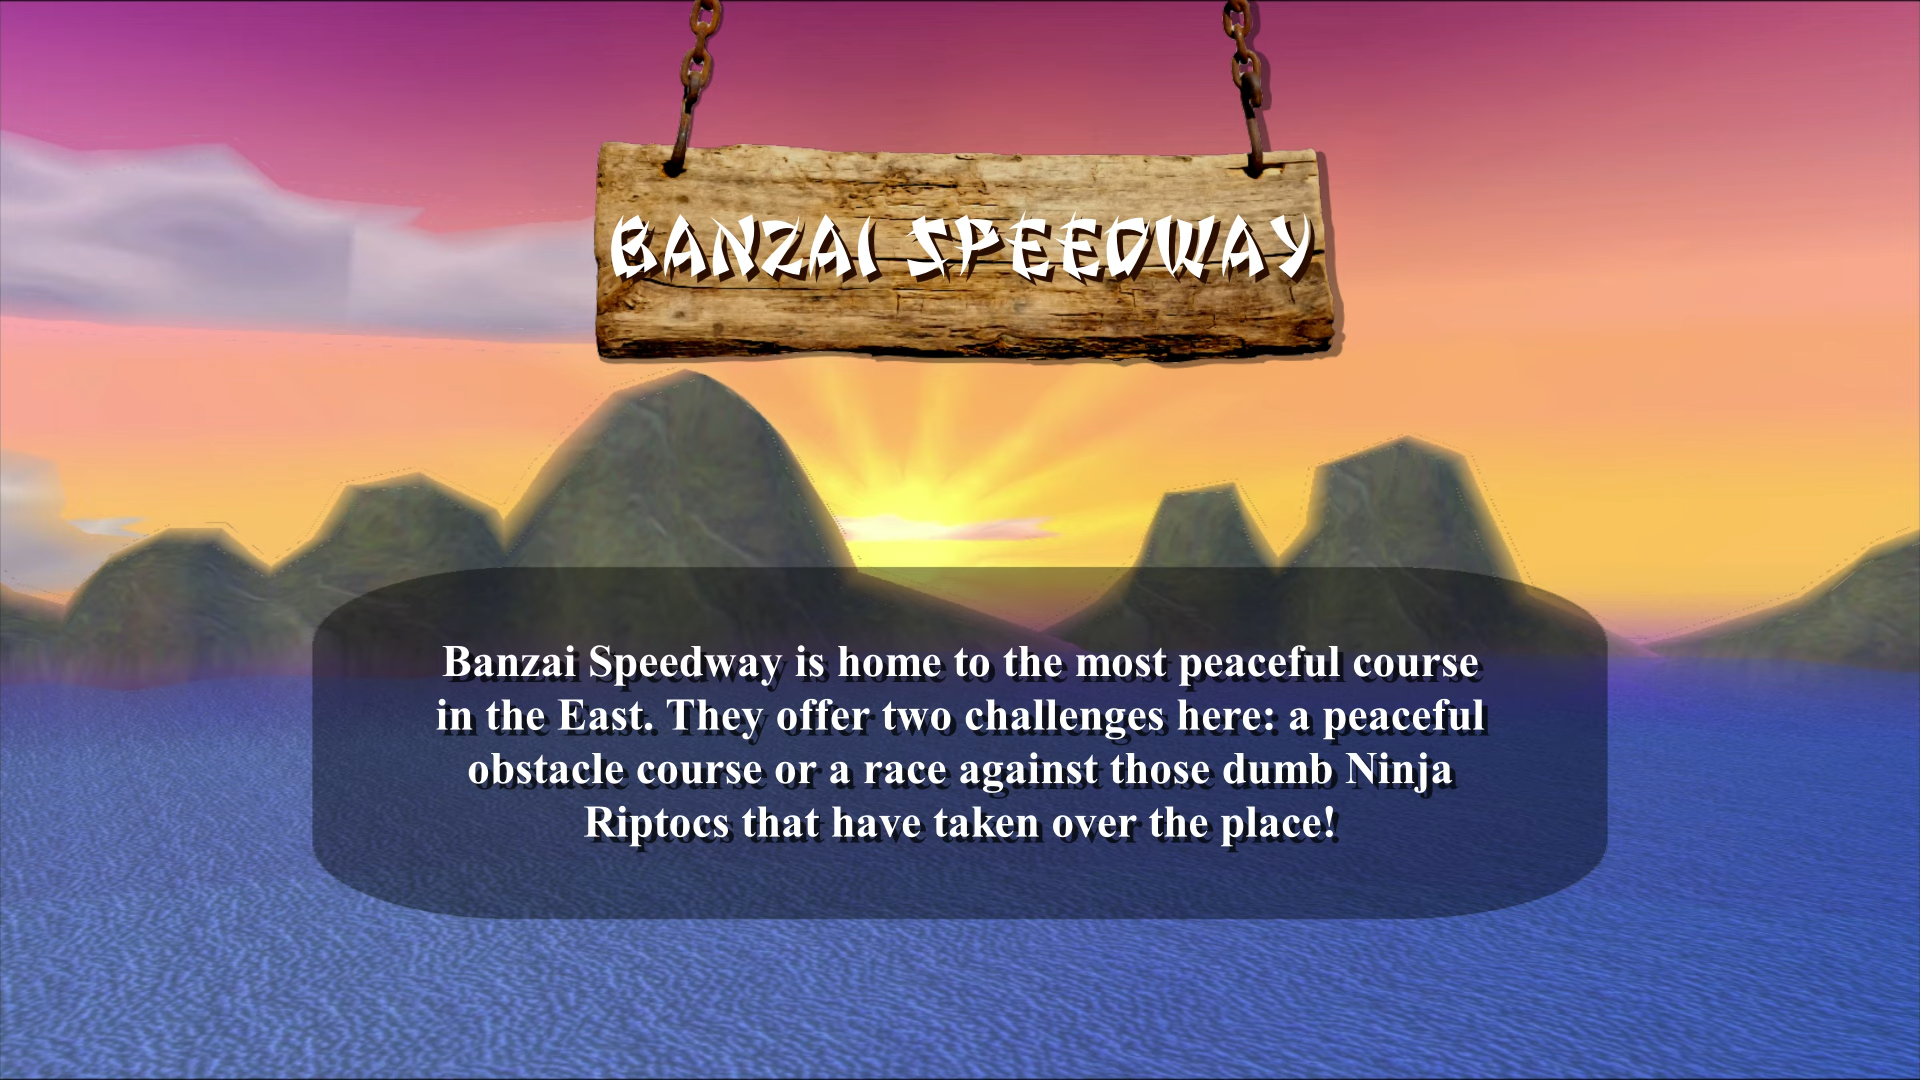 BANZAI SPEEDWAY
Banzai Speedway is home to the most peaceful course
in the East. They offer two challenges here: a peaceful
obstacle course or a race against those dumb Ninja
Riptocs that have taken over the place!